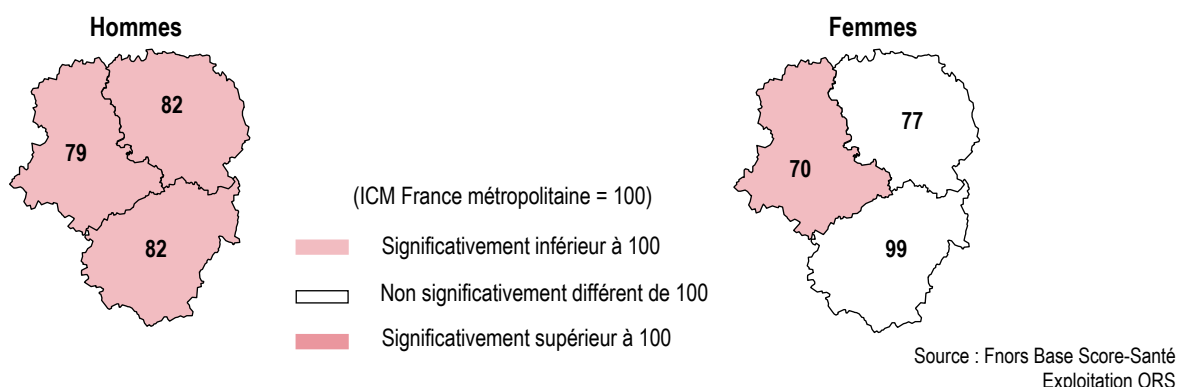 Hommes
82
79
82
Femmes
77
70
99
(ICM France métropolitaine = 100)
Significativement inférieur à 100
Non significativement différent de 100
Significativement supérieur à 100
Source : Fnors Base Score-Santé
Exploitation ORS